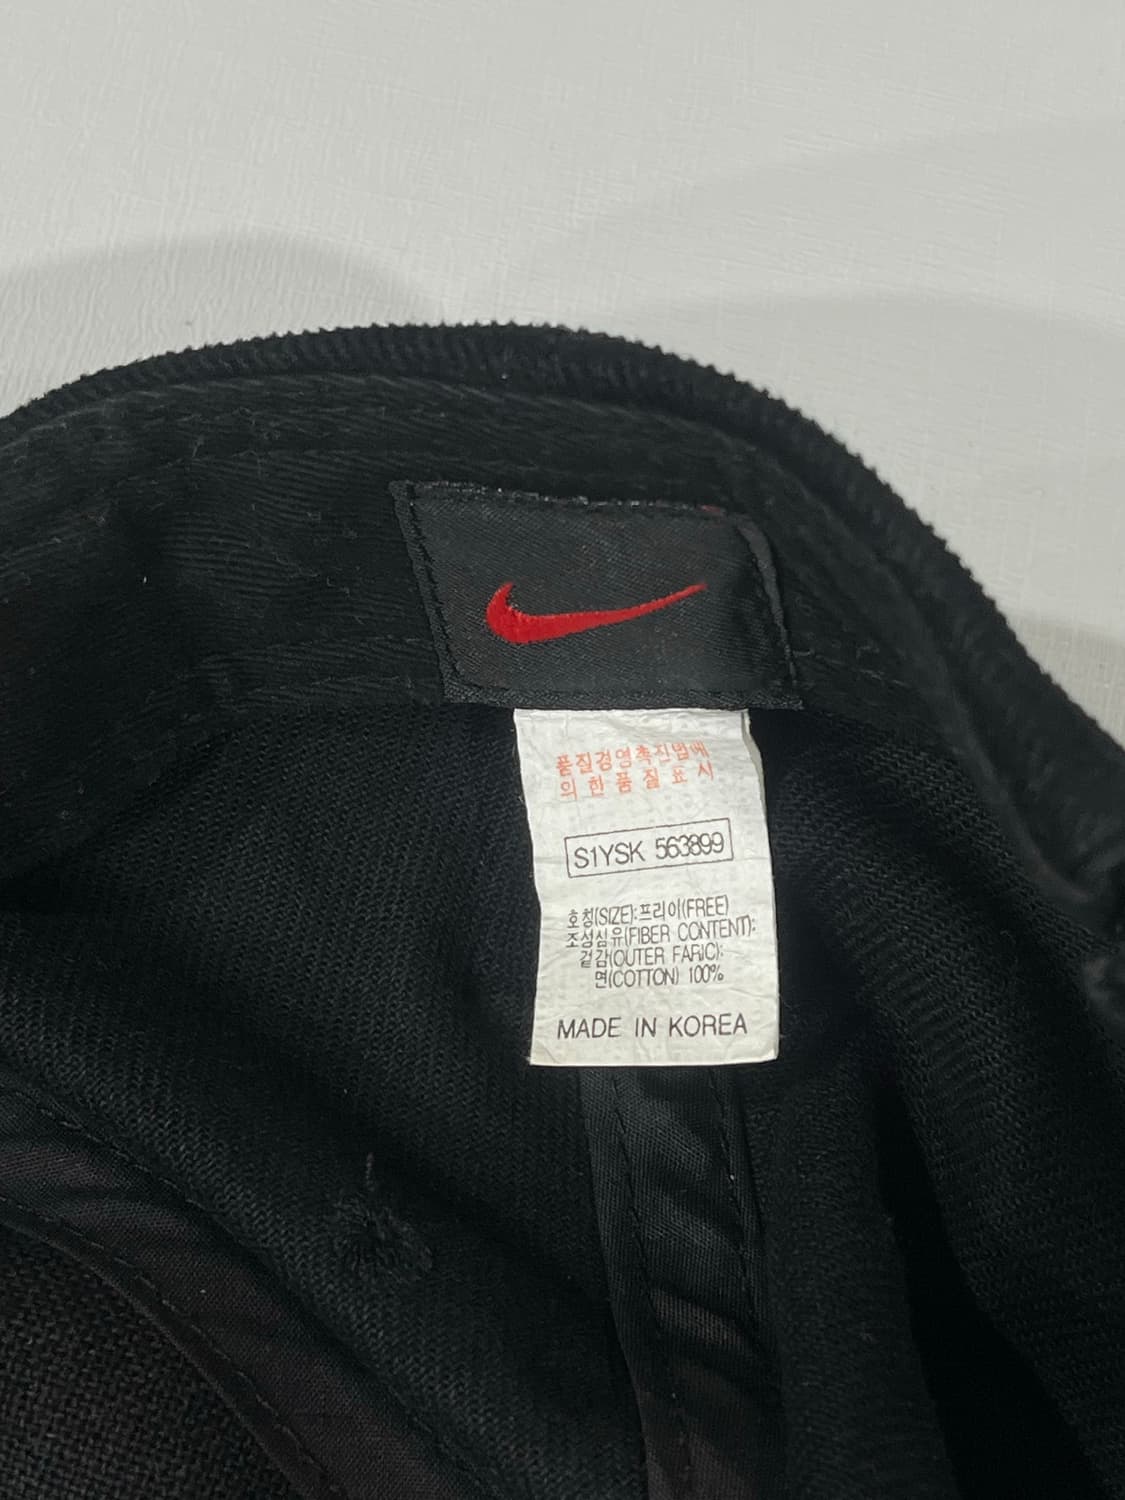 품질경영촉진법에
의한품질표시
S1YSK 563899
호칭(SIZE):프리이(FREE)
조성섬유(FIBER CONTENT):
겉감(OUTER FARIC):
면(COTTON) 100%
MADE IN KOREA